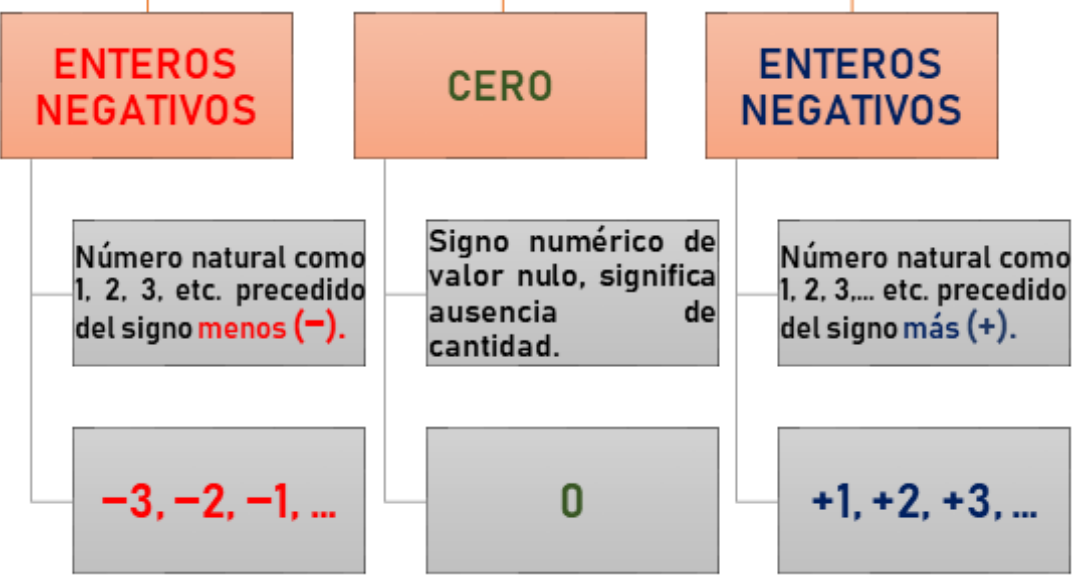 ENTEROS
NEGATIVOS
CERO
ENTEROS
NEGATIVOS
Número natural como
1, 2, 3, etc. precedido
del signo menos (−).
Signo numérico de
valor nulo, significa
ausencia de
cantidad.
Número natural como
1, 2, 3,... etc. precedido
del signo más (+).
−3, −2, −1, ...
0
+1, +2, +3, ...